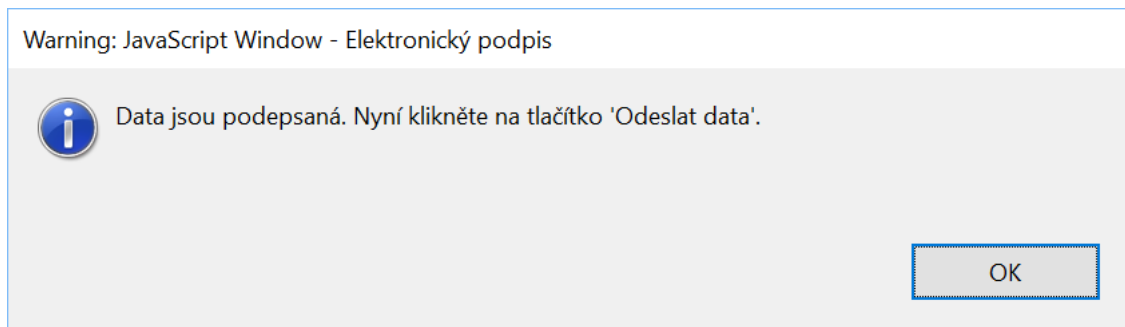 Warning: JavaScript Window - Elektronický podpis
Data jsou podepsaná. Nyní klikněte na tlačítko 'Odeslat data'.
OK